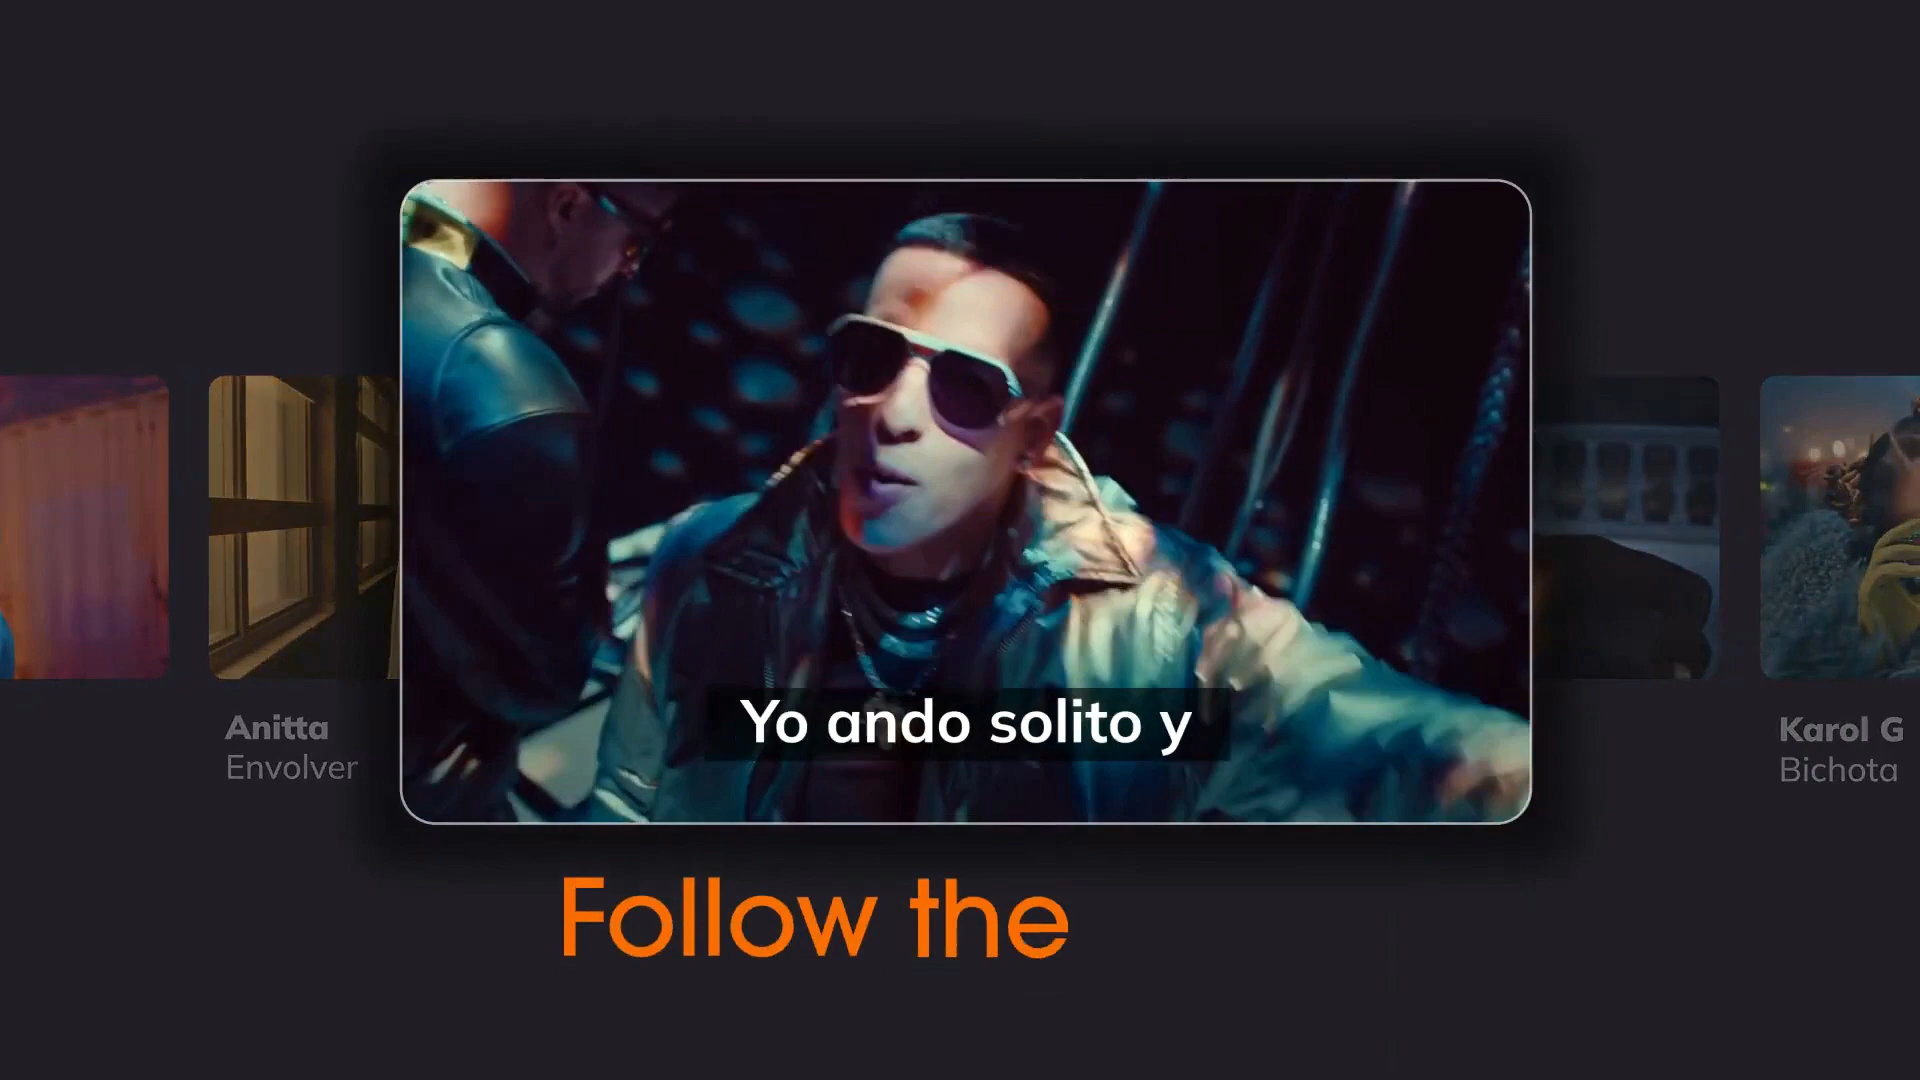 Yo ando solito y
Anitta
Envolver
Karol G
Bichota
Follow the